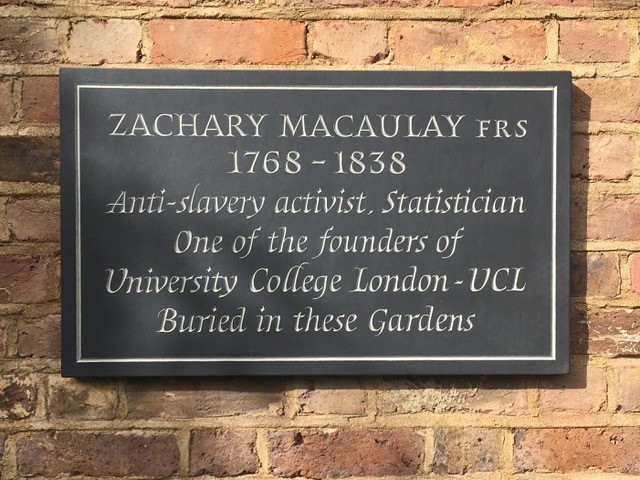 ZACHARY MACAULAY FRS
1768 - 1838
Anti-slavery activist, Statistician
One of the founders of
University College London - UCL
Buried in these Gardens